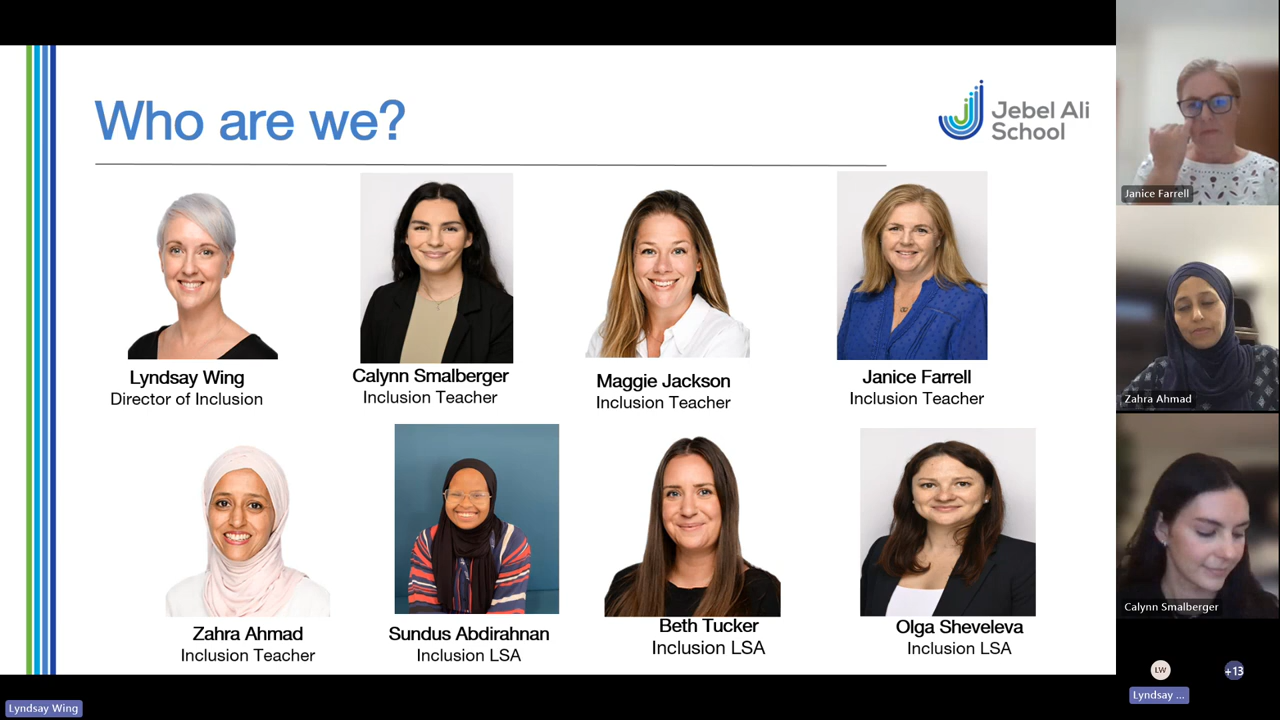 Who are we?
Jebel Ali
School
Lyndsay Wing
Director of Inclusion
Calynn Smalberger
Inclusion Teacher
Maggie Jackson
Inclusion Teacher
Janice Farrell
Inclusion Teacher
Zahra Ahmad
Inclusion Teacher
Sundus Abdirahnan
Inclusion LSA
Beth Tucker
Inclusion LSA
Olga Sheveleva
Inclusion LSA
Janice Farrell
Zahra Ahmad
Calynn Smalberger
LW
+13
Lyndsay ...
Lyndsay Wing